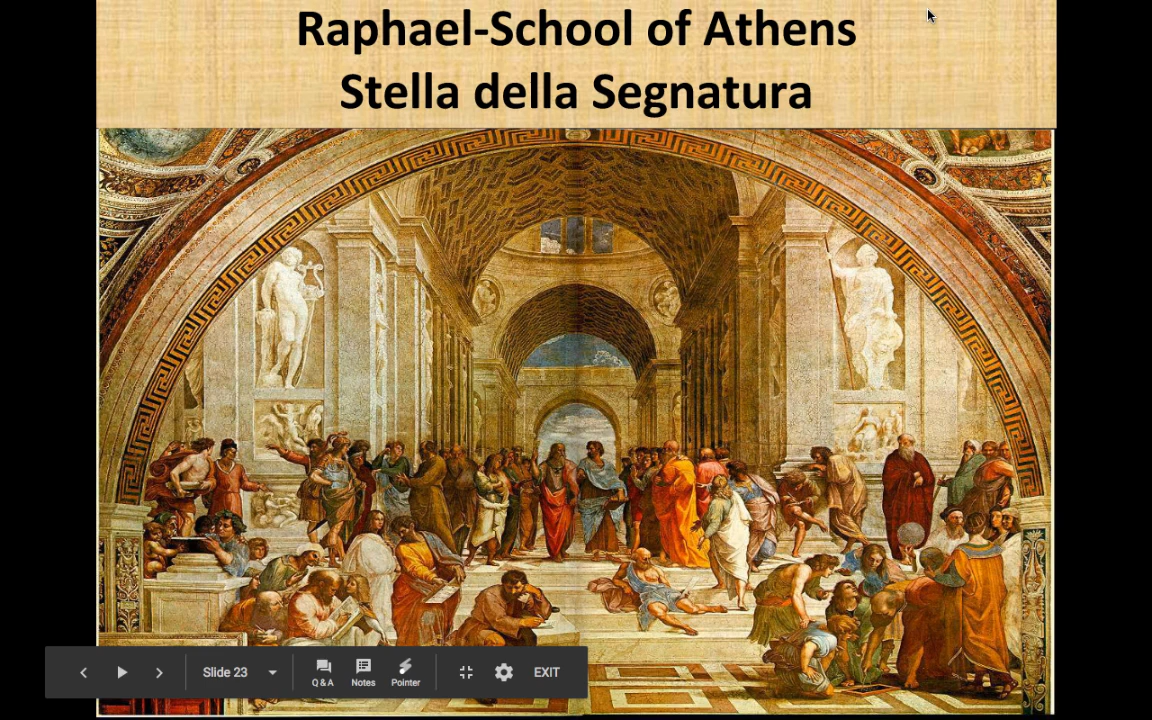 Raphael-School of Athens
Stella della Segnatura
Slide 23
Q&A
Notes
Pointer
EXIT